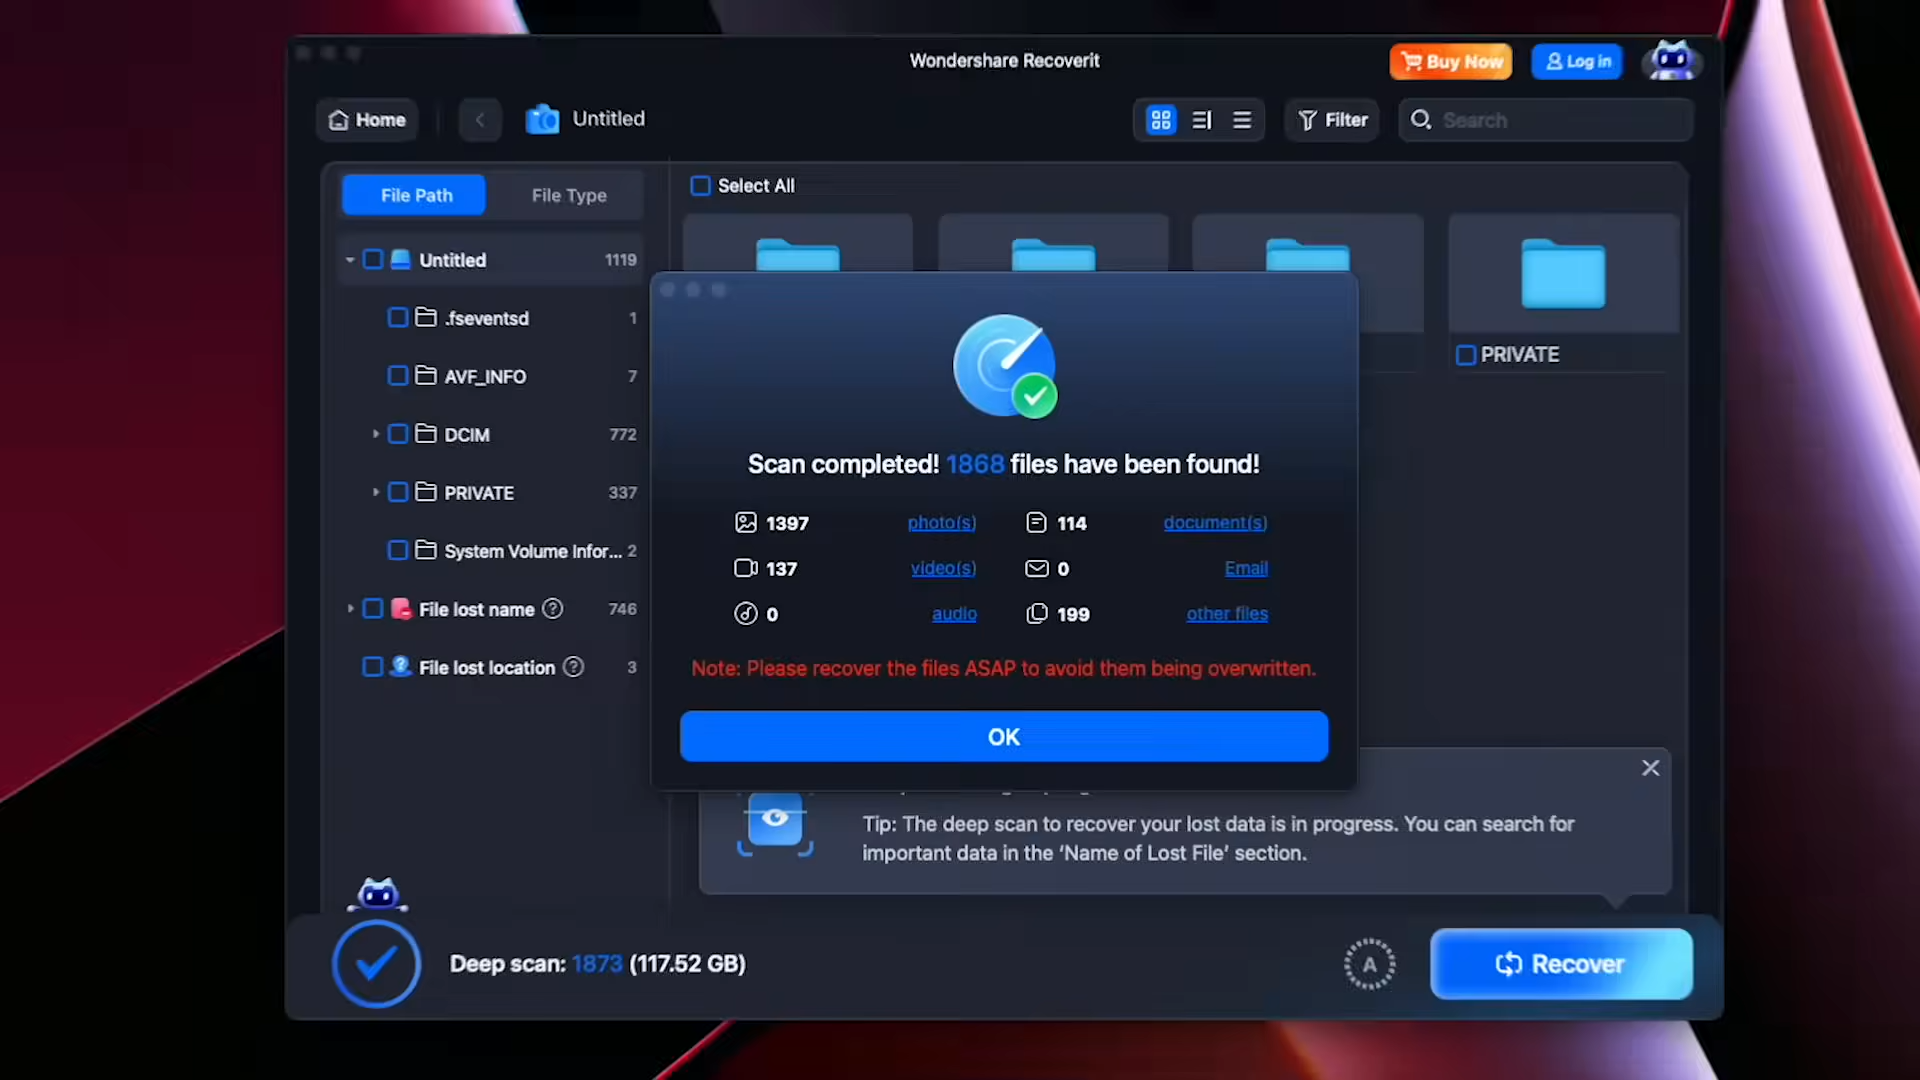 Wondershare Recoverit
Buy Now
Log in
Home
Untitled
Filter
Search
File Path
File Type
Select All
Untitled 1119
.fseventsd 1
AVF_INFO 7
DCIM 772
PRIVATE 337
System Volume Infor... 2
File lost name ? 746
File lost location ? 3
PRIVATE
Scan completed! 1868 files have been found!
1397 photo(s) 114 document(s)
137 video(s) 0 Email
0 audio 199 other files
Note: Please recover the files ASAP to avoid them being overwritten.
OK
Tip: The deep scan to recover your lost data is in progress. You can search for
important data in the ‘Name of Lost File’ section.
Deep scan: 1873 (117.52 GB)
A
Recover